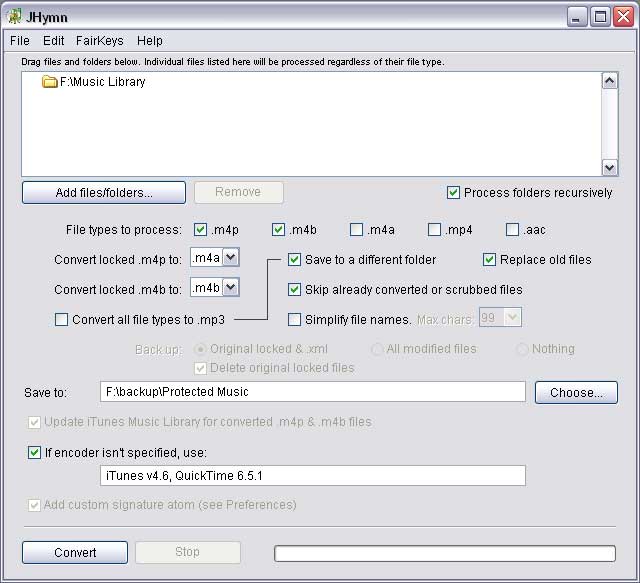 JHymn
File Edit FairKeys Help
Drag files and folders below. Individual files listed here will be processed regardless of their file type.
F:\Music Library
Add files/folders... Remove Process folders recursively
File types to process: .m4p .m4b .m4a .mp4 .aac
Convert locked .m4p to: .m4a Save to a different folder Replace old files
Convert locked .m4b to: .m4b Skip already converted or scrubbed files
Convert all file types to .mp3 Simplify file names. Max chars: 99
Back up: Original locked & .xml All modified files Nothing
Delete original locked files
Save to: F:\backup\Protected Music Choose...
Update iTunes Music Library for converted .m4p & .m4b files
If encoder isn't specified, use:
iTunes v4.6, QuickTime 6.5.1
Add custom signature atom (see Preferences)
Convert Stop